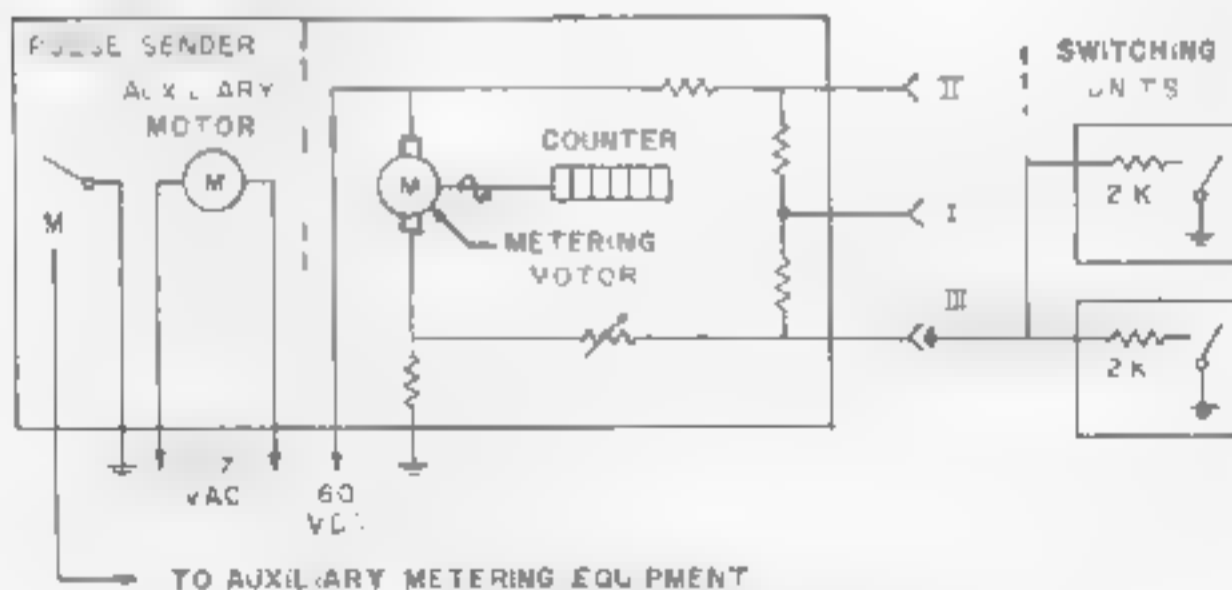 PULSE SENDER
AUXILIARY
MOTOR
M
M
7
VAC
60
VDC
M
COUNTER
METERING
MOTOR
II
I
III
SWITCHING
UNITS
2 K
2 K
TO AUXILIARY METERING EQUIPMENT